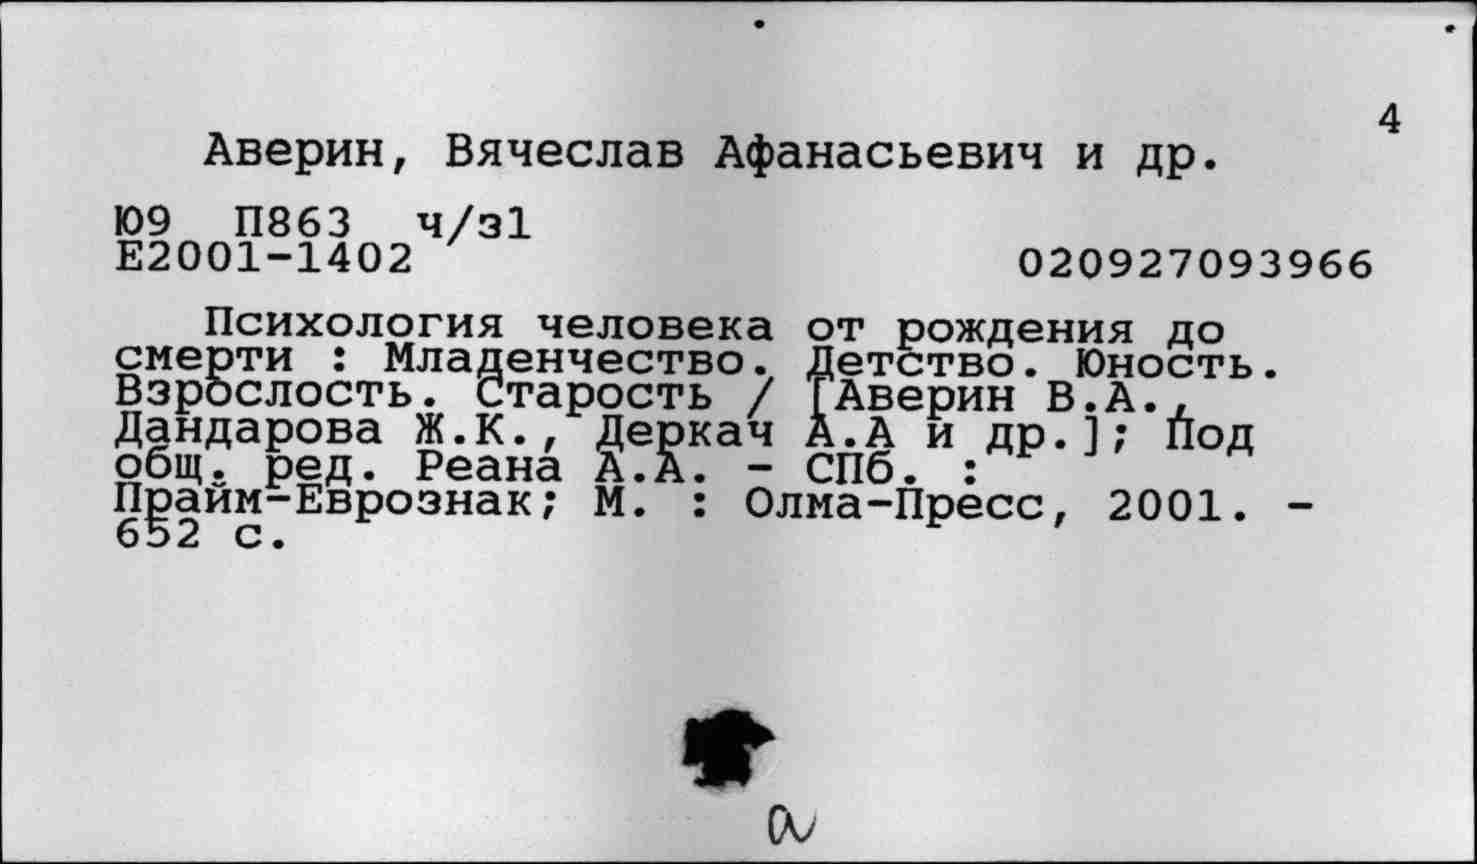 4
Аверин, Вячеслав Афанасьевич и др.
Ю9 П863 ч/з1
Е2001-1402 020927093966
Психология человека от рождения до
смерти : Младенчество. Детство. Юность.
Взрослость. Старость / [Аверин В.А.,
Дандарова Ж.К., Деркач А.А и др.]; Под
общ. ред. Реана А.А. - СПб. :
Прайм-Еврознак; М. : Олма-Пресс, 2001. -
652 с.